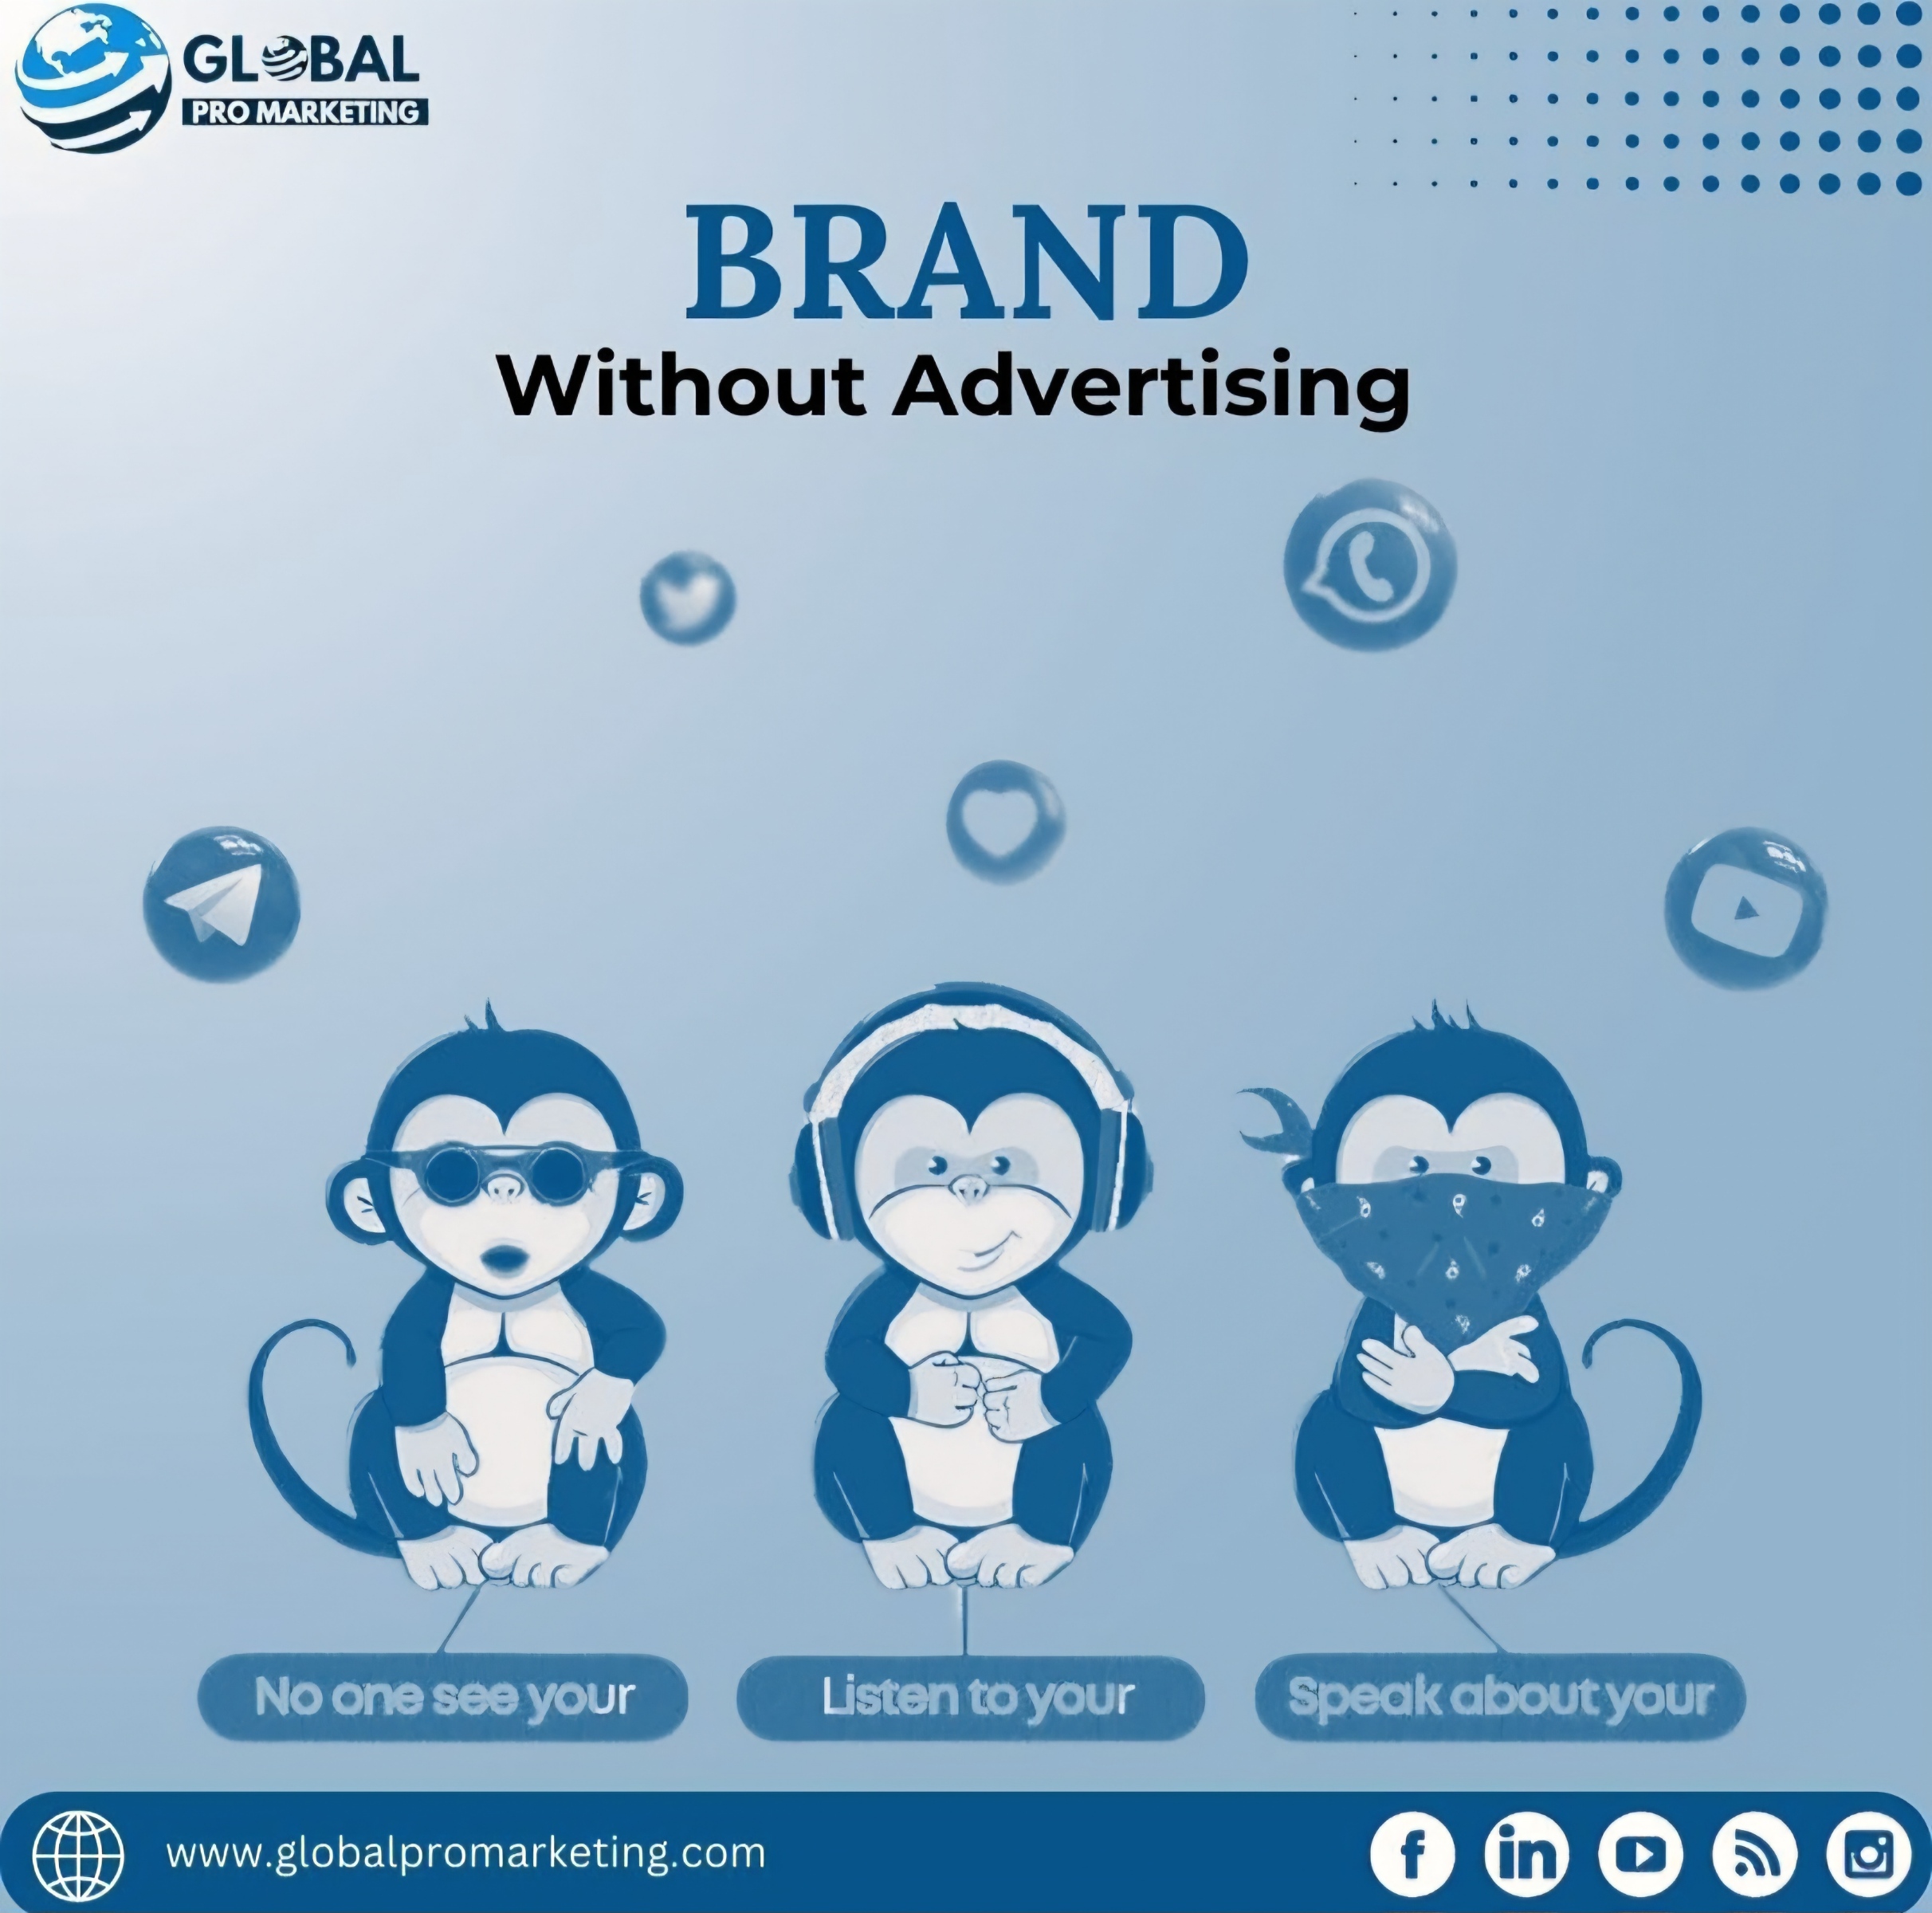 GLOBAL
PRO MARKETING
BRAND
Without Advertising
No one see your
Listen to your
Speak about your
www.globalpromarketing.com